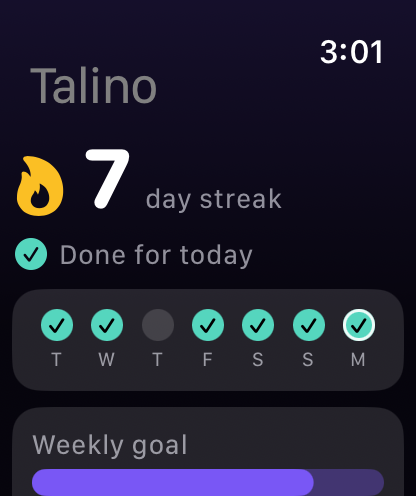 3:01
Talino
7 day streak
Done for today
T W T F S S M
Weekly goal